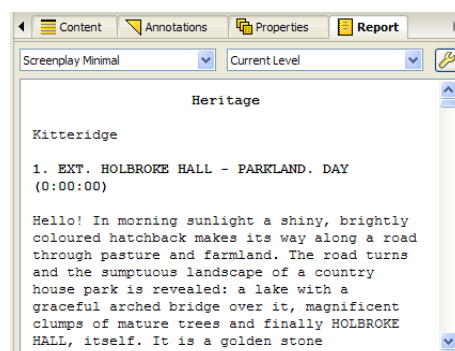 Content Annotations Properties Report
Screenplay Minimal Current Level
Heritage
Kitteridge
1. EXT. HOLBROKE HALL - PARKLAND. DAY
(0:00:00)
Hello! In morning sunlight a shiny, brightly
coloured hatchback makes its way along a road
through pasture and farmland. The road turns
and the sumptuous landscape of a country
house park is revealed: a lake with a
graceful arched bridge over it, magnificent
clumps of mature trees and finally HOLBROKE
HALL, itself. It is a golden stone